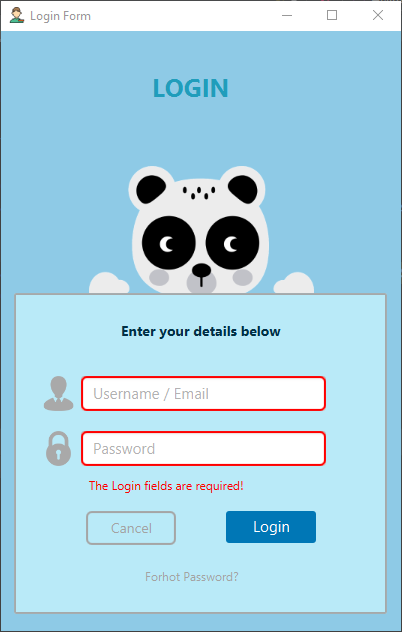 Login Form
LOGIN
Enter your details below
Username / Email
Password
The Login fields are required!
Cancel Login
Forhot Password?